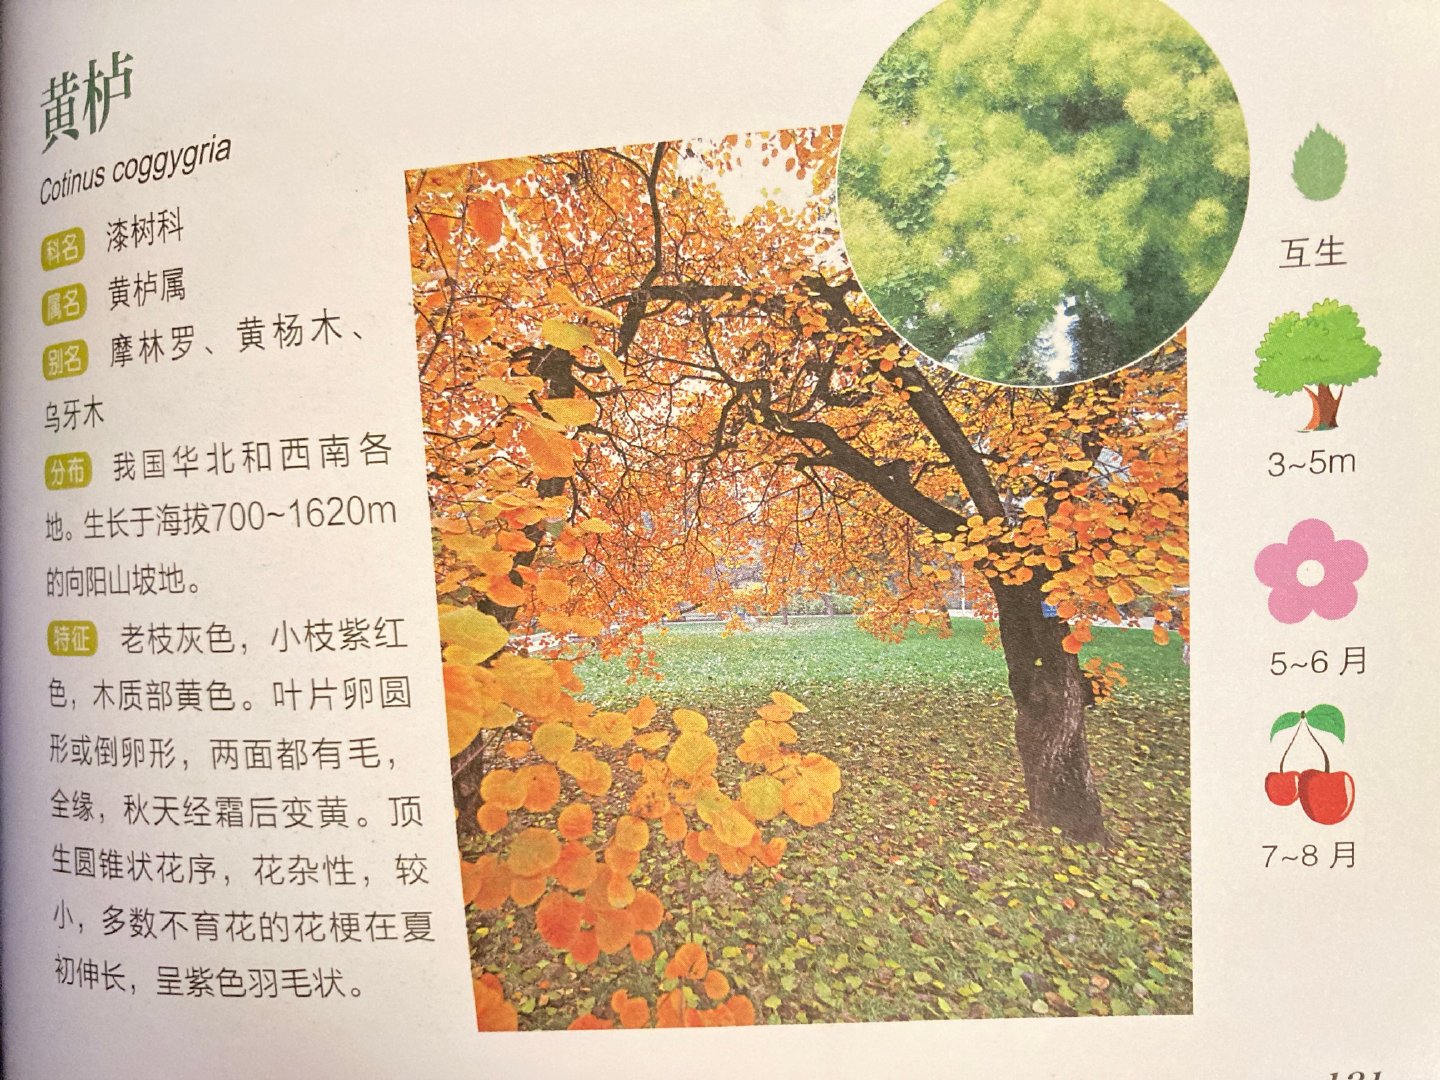 黄栌
Cotinus coggygria
科名 漆树科
属名 黄栌属
别名 摩林罗、黄杨木、
乌牙木
分布 我国华北和西南各
地。生长于海拔700~1620m
的向阳山坡地。
特征 老枝灰色，小枝紫红
色，木质部黄色。叶片卵圆
形或倒卵形，两面都有毛，
全缘，秋天经霜后变黄。顶
生圆锥状花序，花杂性，较
小，多数不育花的花梗在夏
初伸长，呈紫色羽毛状。
互生
3~5m
5~6月
7~8月